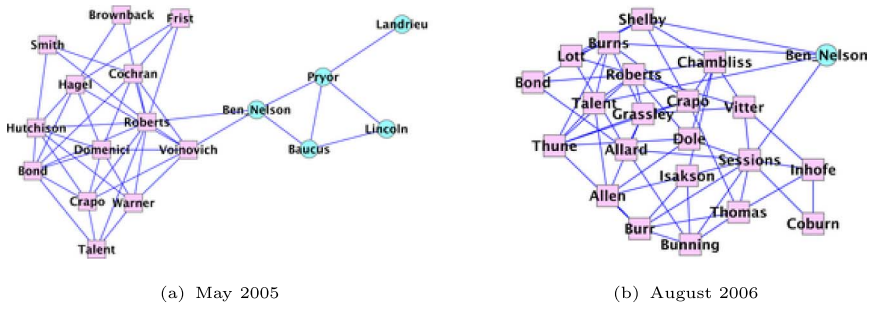 Brownback
Frist
Landrieu
Smith
Cochran
Hagel
Pryor
Ben_Nelson
Hutchison
Roberts
Lincoln
Domenici
Voinovich
Baucus
Bond
Crapo
Warner
Talent
(a) May 2005
Shelby
Burns
Lott
Chambliss
Ben_Nelson
Bond
Roberts
Talent
Crapo
Vitter
Grassley
Thune
Allard
Dole
Sessions
Isakson
Inhofe
Allen
Thomas
Burr
Coburn
Bunning
(b) August 2006